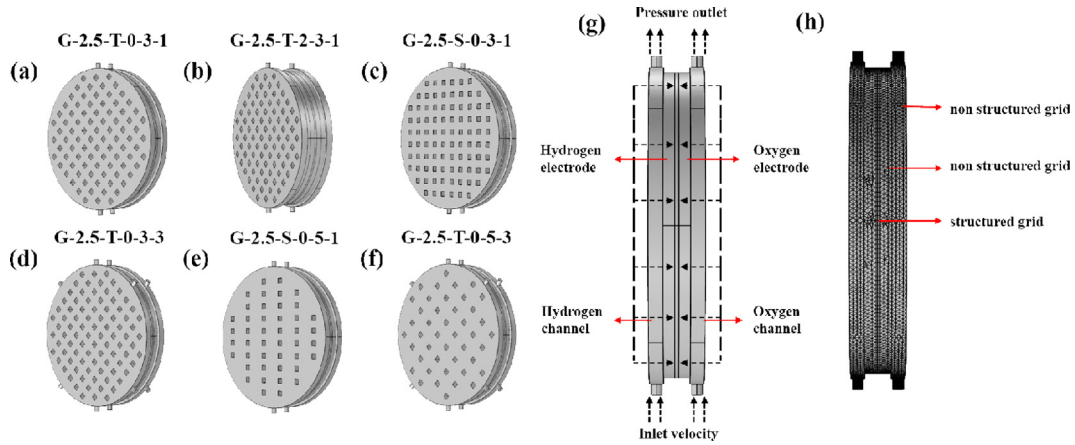 G-2.5-T-0-3-1
(a)
G-2.5-T-2-3-1
(b)
G-2.5-S-0-3-1
(c)
G-2.5-T-0-3-3
(d)
G-2.5-S-0-5-1
(e)
G-2.5-T-0-5-3
(f)
(g)
Pressure outlet
Hydrogen
electrode
Oxygen
electrode
Hydrogen
channel
Oxygen
channel
Inlet velocity
(h)
non structured grid
non structured grid
structured grid